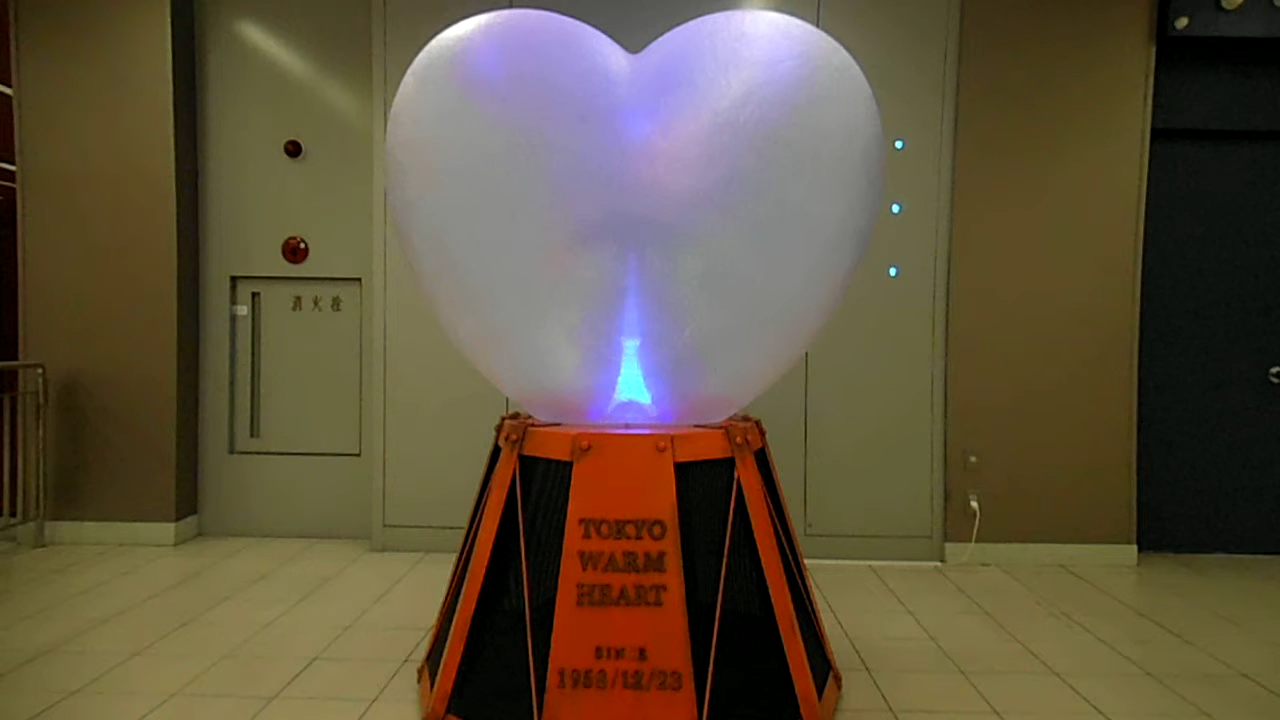 消火栓
TOKYO
WARM
HEART
SINCE
1958/12/23